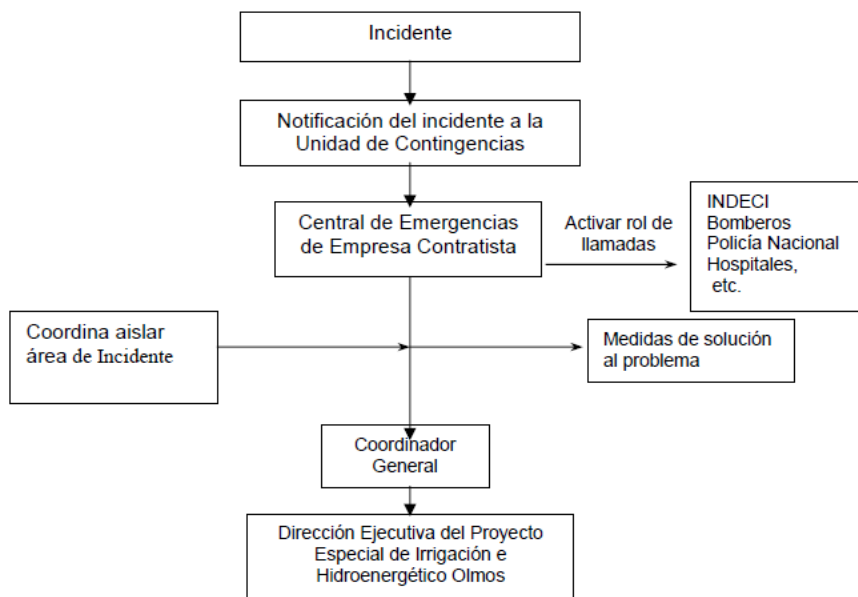 Incidente
Notificación del incidente a la
Unidad de Contingencias
Central de Emergencias
de Empresa Contratista
Activar rol de
llamadas
INDECI
Bomberos
Policía Nacional
Hospitales,
etc.
Coordina aislar
área de Incidente
Medidas de solución
al problema
Coordinador
General
Dirección Ejecutiva del Proyecto
Especial de Irrigación e
Hidroenergético Olmos